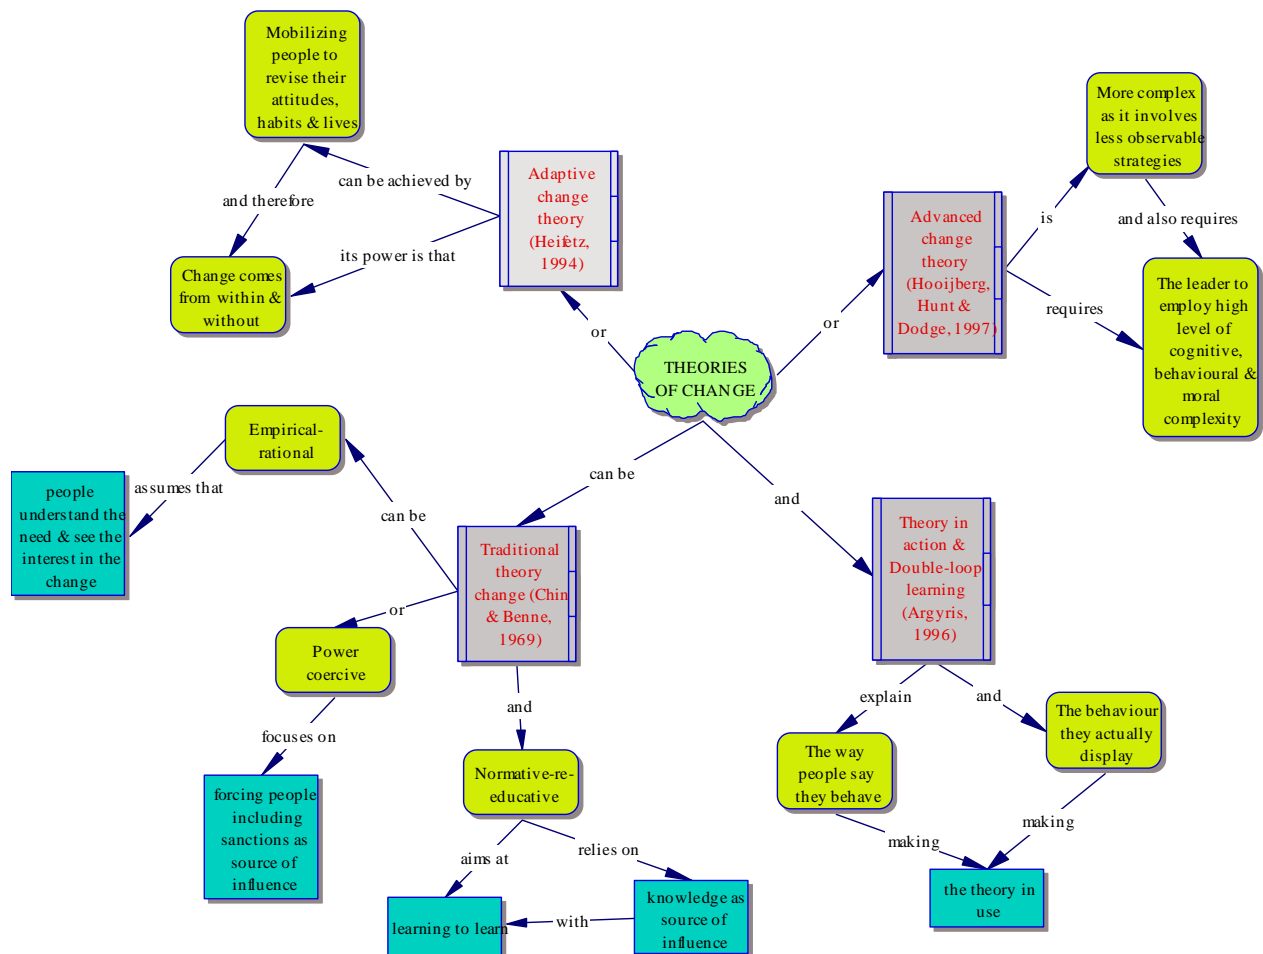 Mobilizing
people to
revise their
attitudes,
habits & lives
can be achieved by
and therefore
its power is that
Change comes
from within &
without
Adaptive
change
theory
(Heifetz,
1994)
or
THEORIES
OF CHANGE
or
Advanced
change
theory
(Hooijberg,
Hunt &
Dodge, 1997)
is
More complex
as it involves
less observable
strategies
and also requires
requires
The leader to
employ high
level of
cognitive,
behavioural &
moral
complexity
can be
and
Empirical-
rational
assumes that
people
understand the
need & see the
interest in the
change
can be
Traditional
theory
change (Chin
& Benne,
1969)
or
Power
coercive
focuses on
forcing people
including
sanctions as
source of
influence
and
Normative-re-
educative
aims at
relies on
learning to learn
with
knowledge as
source of
influence
Theory in
action &
Double-loop
learning
(Argyris,
1996)
explain
and
The way
people say
they behave
The behaviour
they actually
display
making
making
the theory in
use